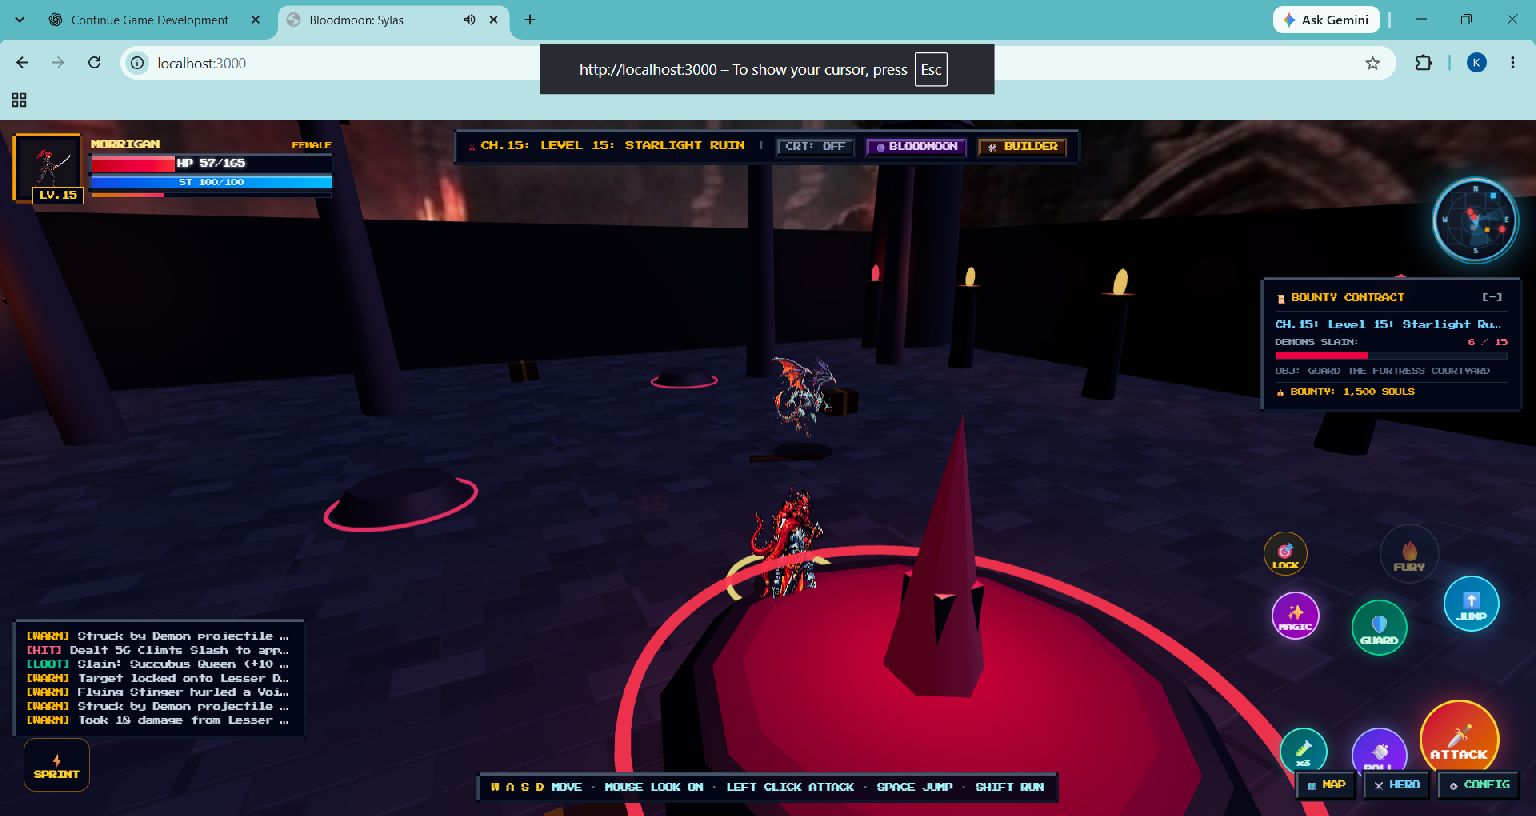 Continue Game Development
Bloodmoon: Sylas
Ask Gemini
localhost:3000
http://localhost:3000 – To show your cursor, press Esc
K
MORRIGAN
FEMALE
HP 57/165
ST 100/100
LV.15
CH.15: LEVEL 15: STARLIGHT RUIN
CRT: OFF
BLOODMOON
BUILDER
N
W
E
S
BOUNTY CONTRACT
[-]
CH.15: Level 15: Starlight Ru...
DEMONS SLAIN:
6 / 15
OBJ: GUARD THE FORTRESS COURTYARD
BOUNTY: 1,500 SOULS
-18
LOCK
FURY
MAGIC
GUARD
JUMP
[WARN] Struck by Demon projectile ...
[HIT] Dealt 56 Climts Slash to app...
[LOOT] Slain: Succubus Queen (+10 ...
[WARN] Target locked onto Lesser D...
[WARN] Flying Stinger hurled a Voi...
[WARN] Struck by Demon projectile ...
[WARN] Took 18 damage from Lesser ...
SPRINT
x3
ROLL
ATTACK
W A S D MOVE · MOUSE LOOK ON · LEFT CLICK ATTACK · SPACE JUMP · SHIFT RUN
MAP
HERO
CONFIG